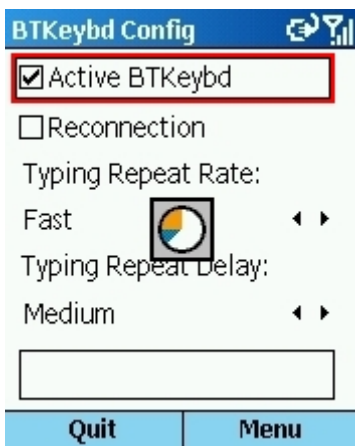 BTKeybd Config
Active BTKeybd
Reconnection
Typing Repeat Rate:
Fast
Typing Repeat Delay:
Medium
Quit Menu